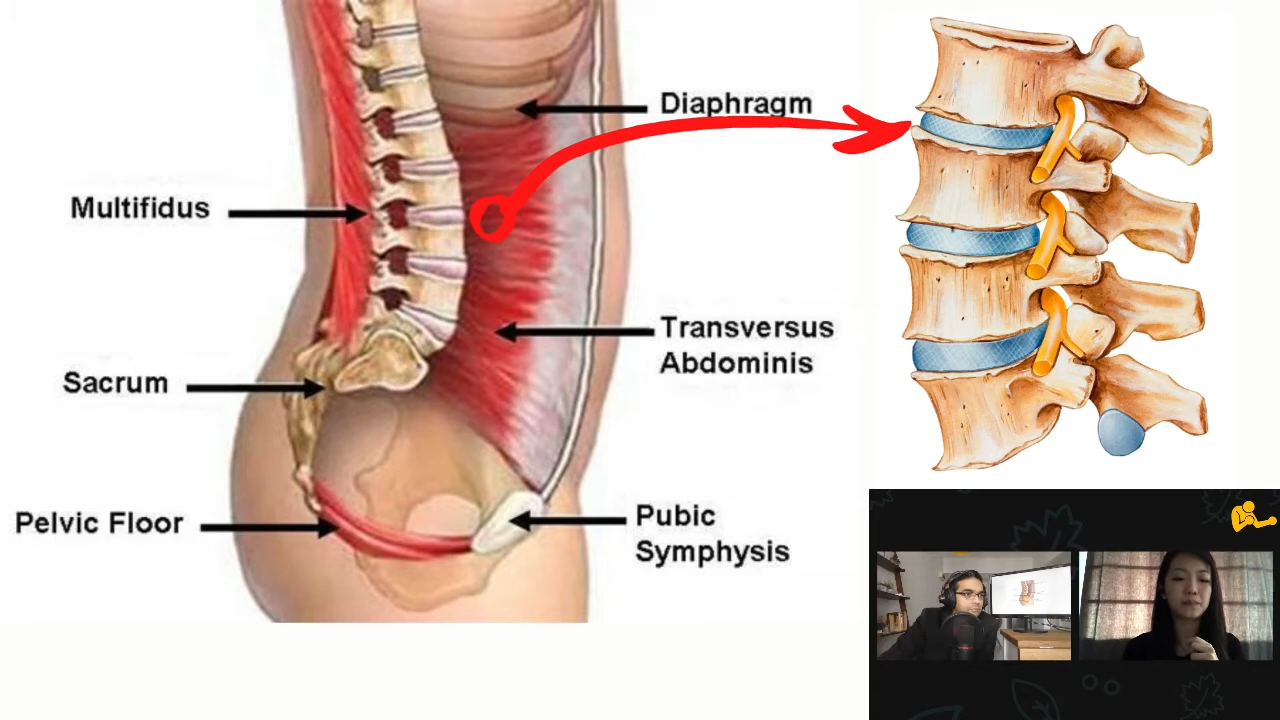 Diaphragm
Multifidus
Transversus
Abdominis
Sacrum
Pelvic Floor
Pubic
Symphysis